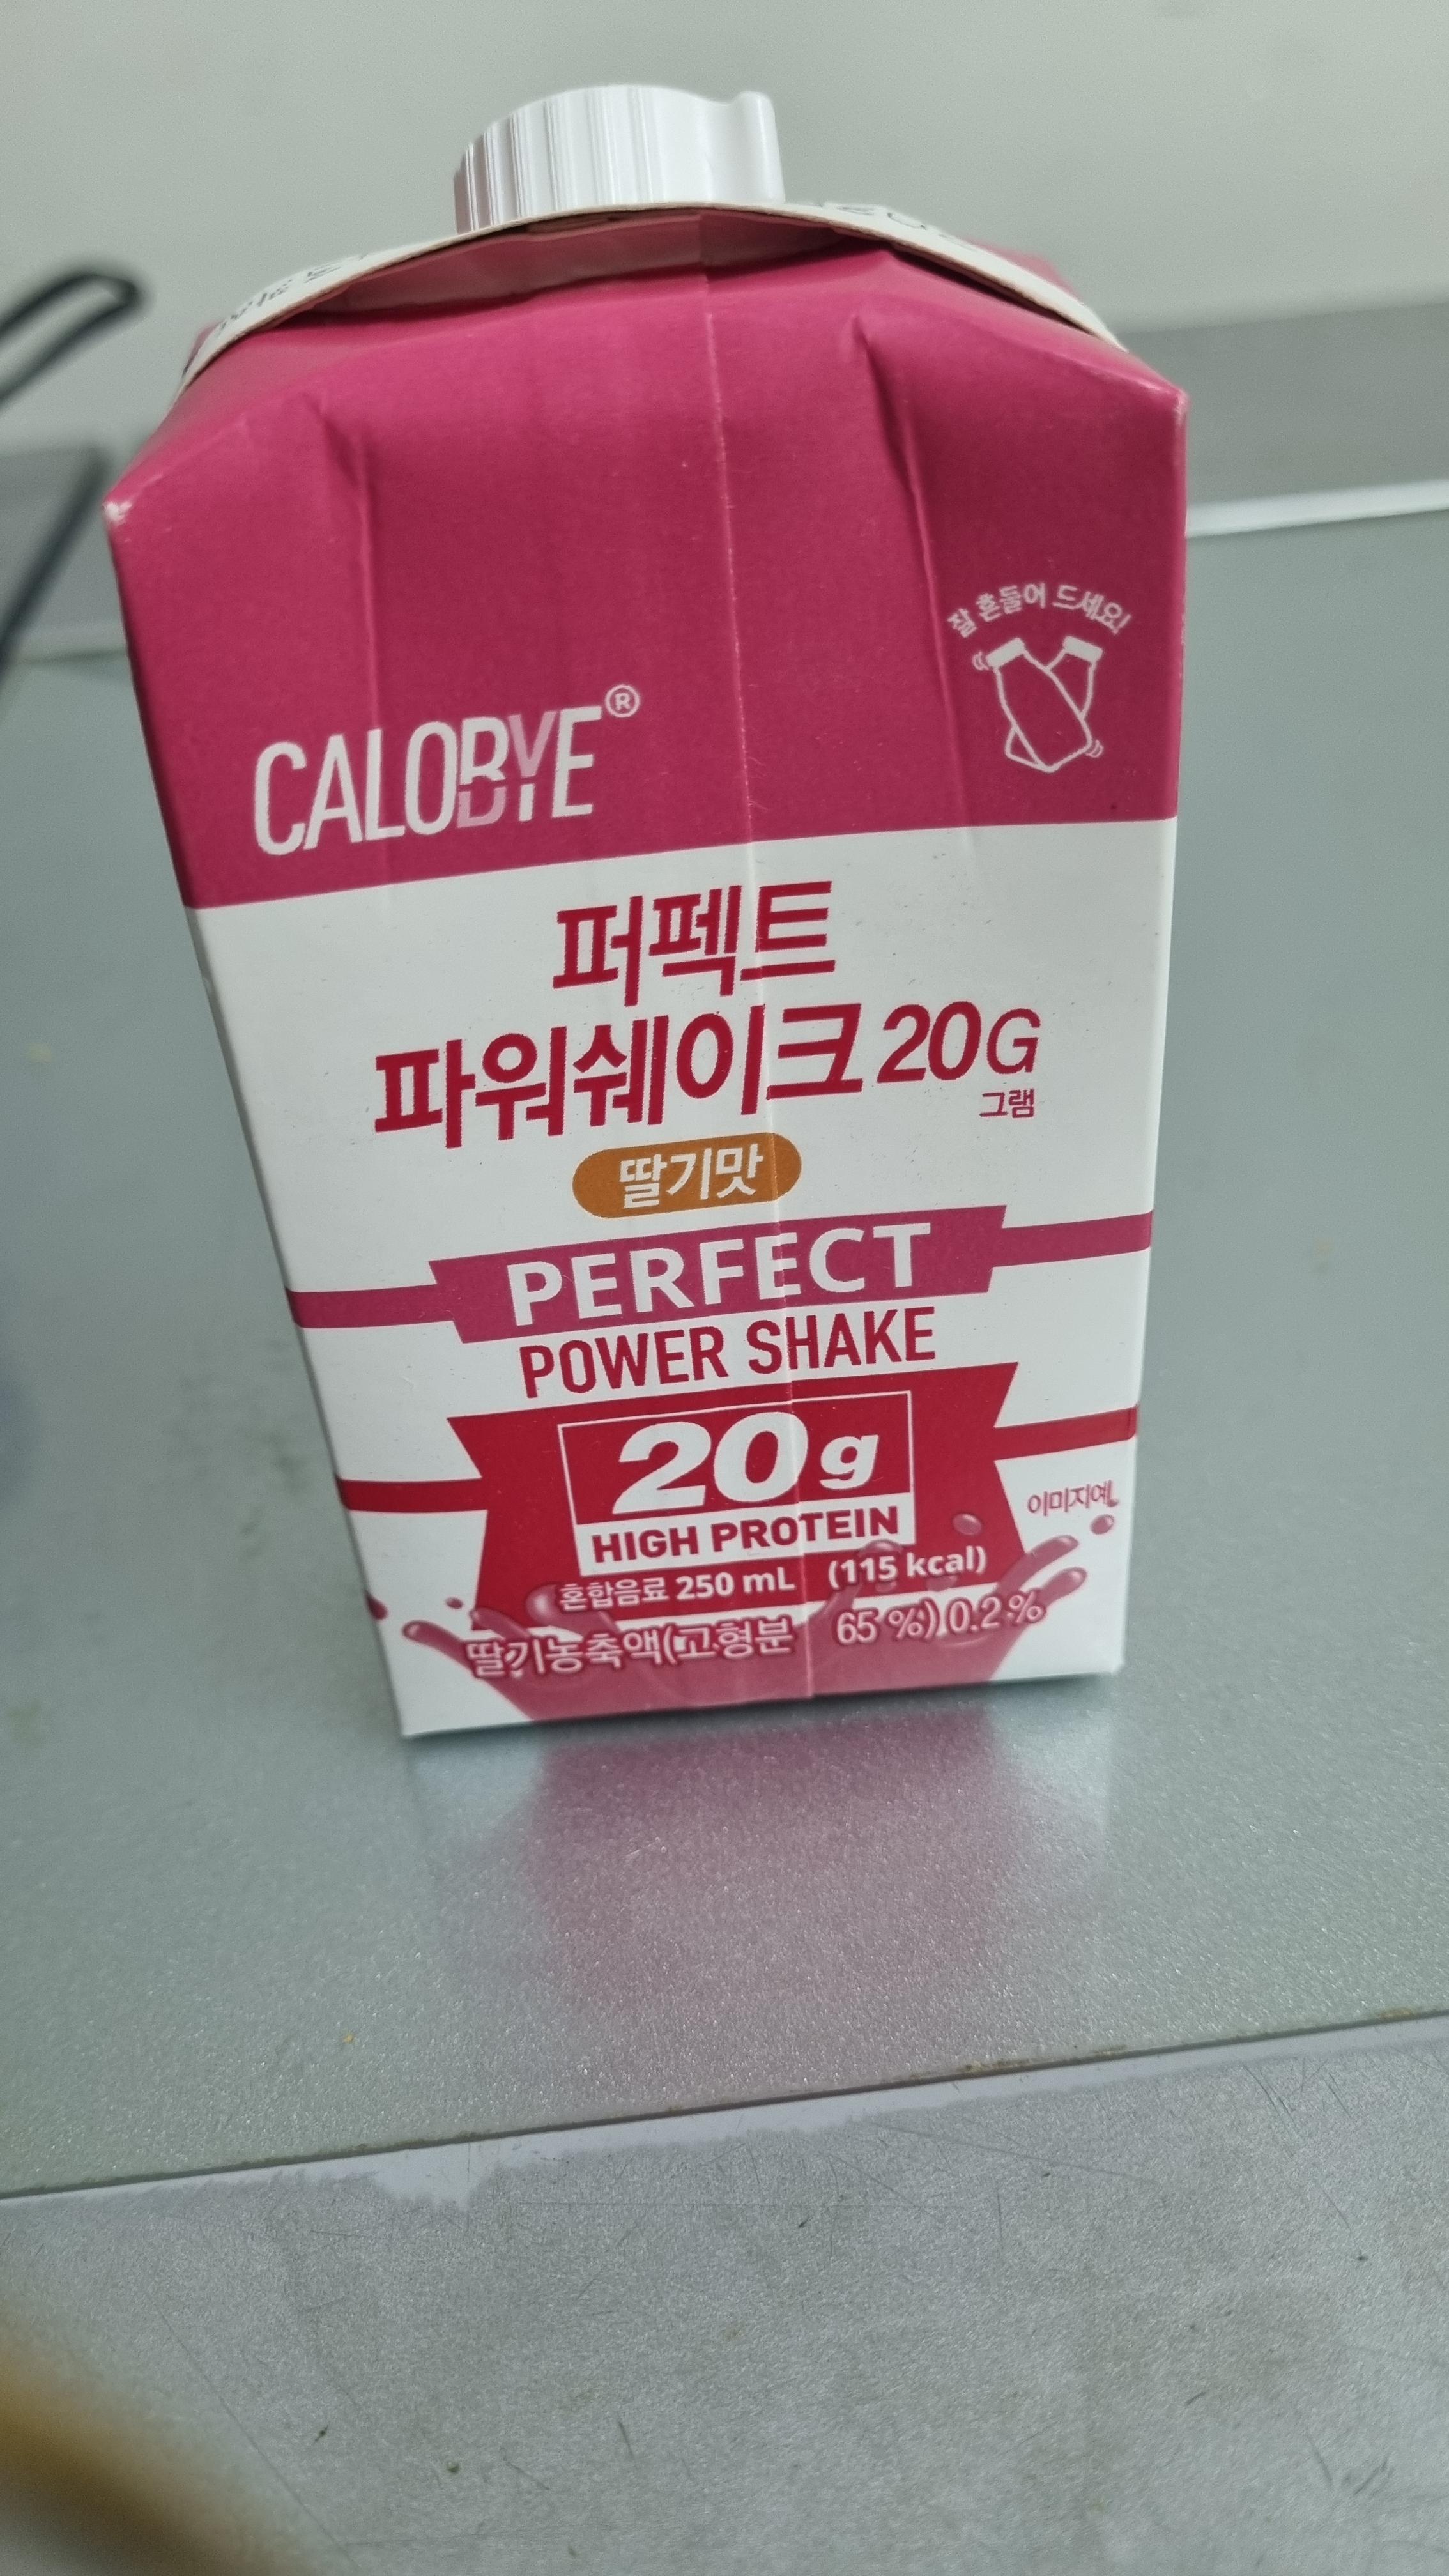 잘 흔들어 드세요!
CALOBYE®
퍼펙트
파워쉐이크 20G
그램
딸기맛
PERFECT
POWER SHAKE
20g
HIGH PROTEIN
이미지예
혼합음료 250 mL (115 kcal)
딸기농축액(고형분 65 %) 0.2 %